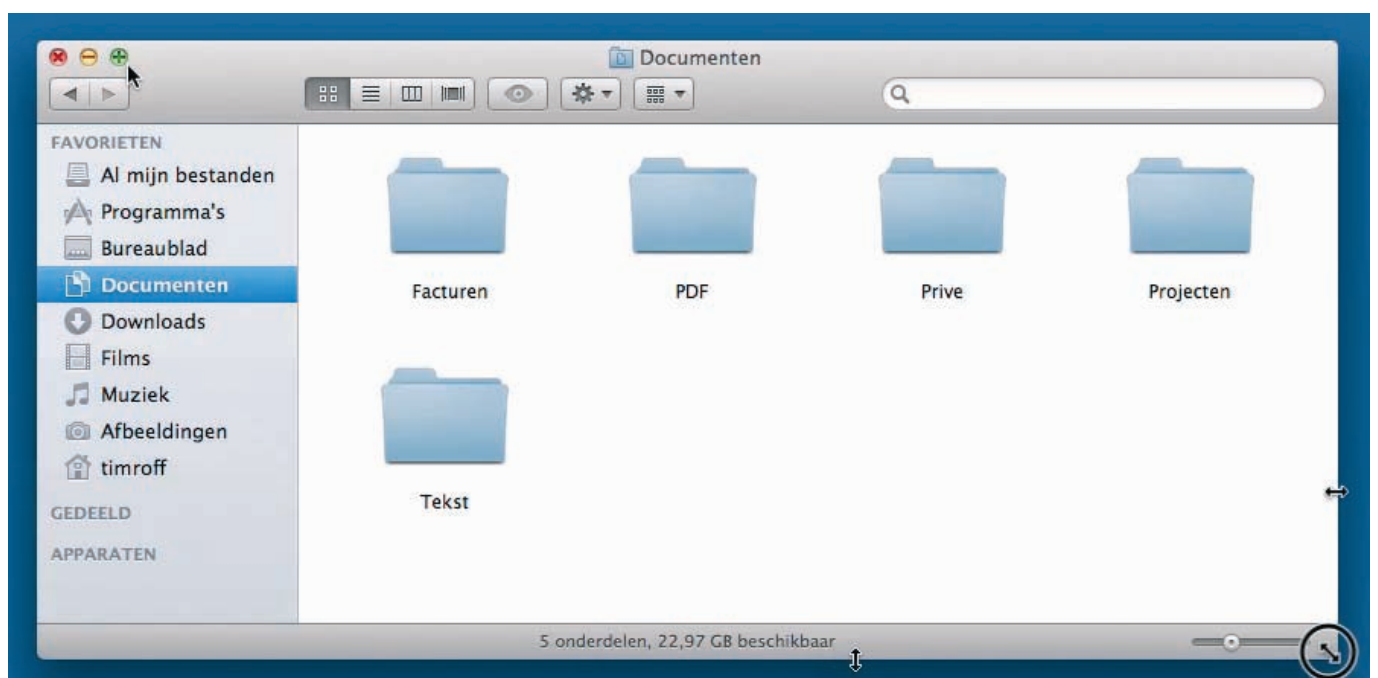 Documenten
FAVORIETEN
Al mijn bestanden
Programma's
Bureaublad
Documenten
Downloads
Films
Muziek
Afbeeldingen
timroff
GEDEELD
APPARATEN
Facturen
PDF
Prive
Projecten
Tekst
5 onderdelen, 22,97 GB beschikbaar